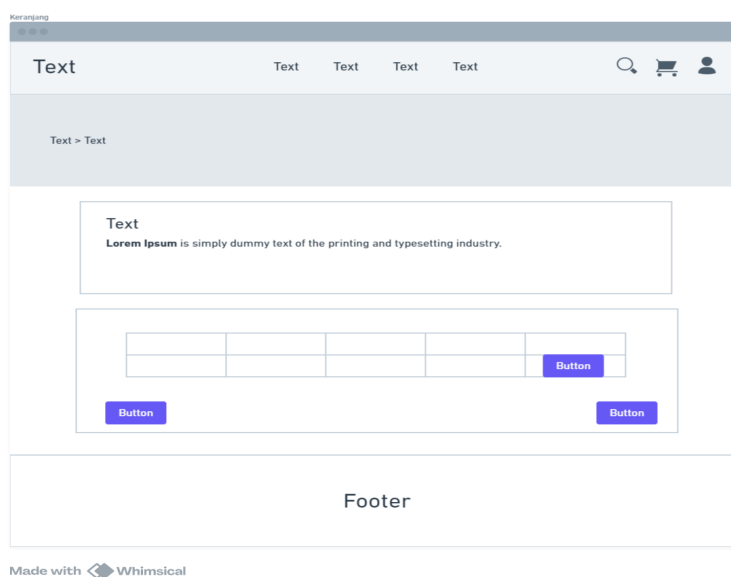 Keranjang
Text Text Text Text Text
Text > Text
Text
Lorem Ipsum is simply dummy text of the printing and typesetting industry.
Button
Button Button
Footer
Made with Whimsical